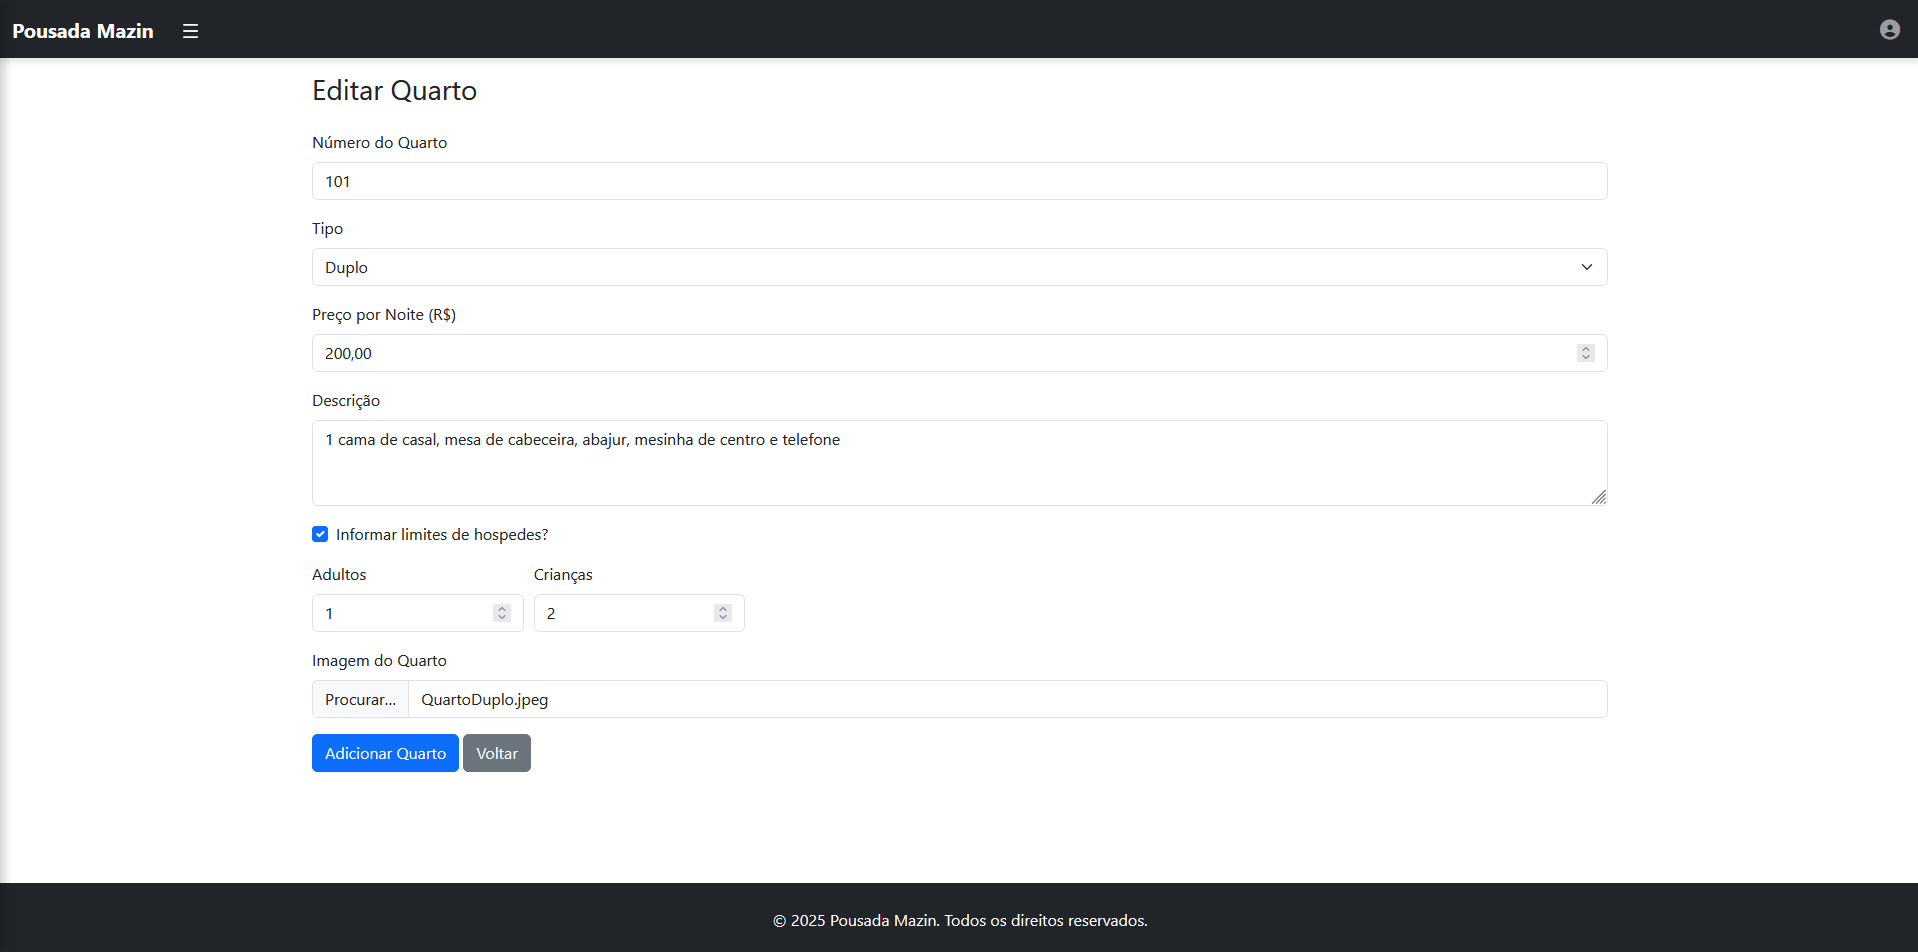 Pousada Mazin
Editar Quarto
Número do Quarto
101
Tipo
Duplo
Preço por Noite (R$)
200,00
Descrição
1 cama de casal, mesa de cabeceira, abajur, mesinha de centro e telefone
Informar limites de hospedes?
Adultos Crianças
1 2
Imagem do Quarto
Procurar... QuartoDuplo.jpeg
Adicionar Quarto Voltar
© 2025 Pousada Mazin. Todos os direitos reservados.